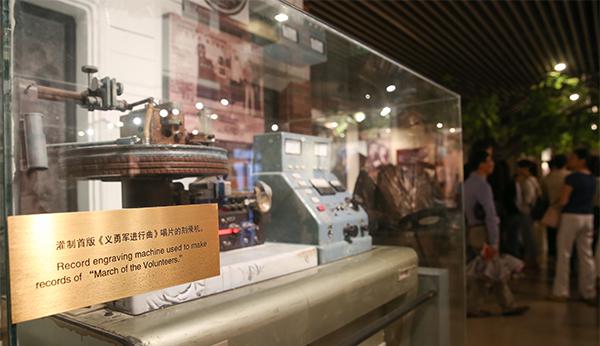 灌制首版《义勇军进行曲》唱片的刻录机。
Record engraving machine used to make
records of “March of the Volunteers.”